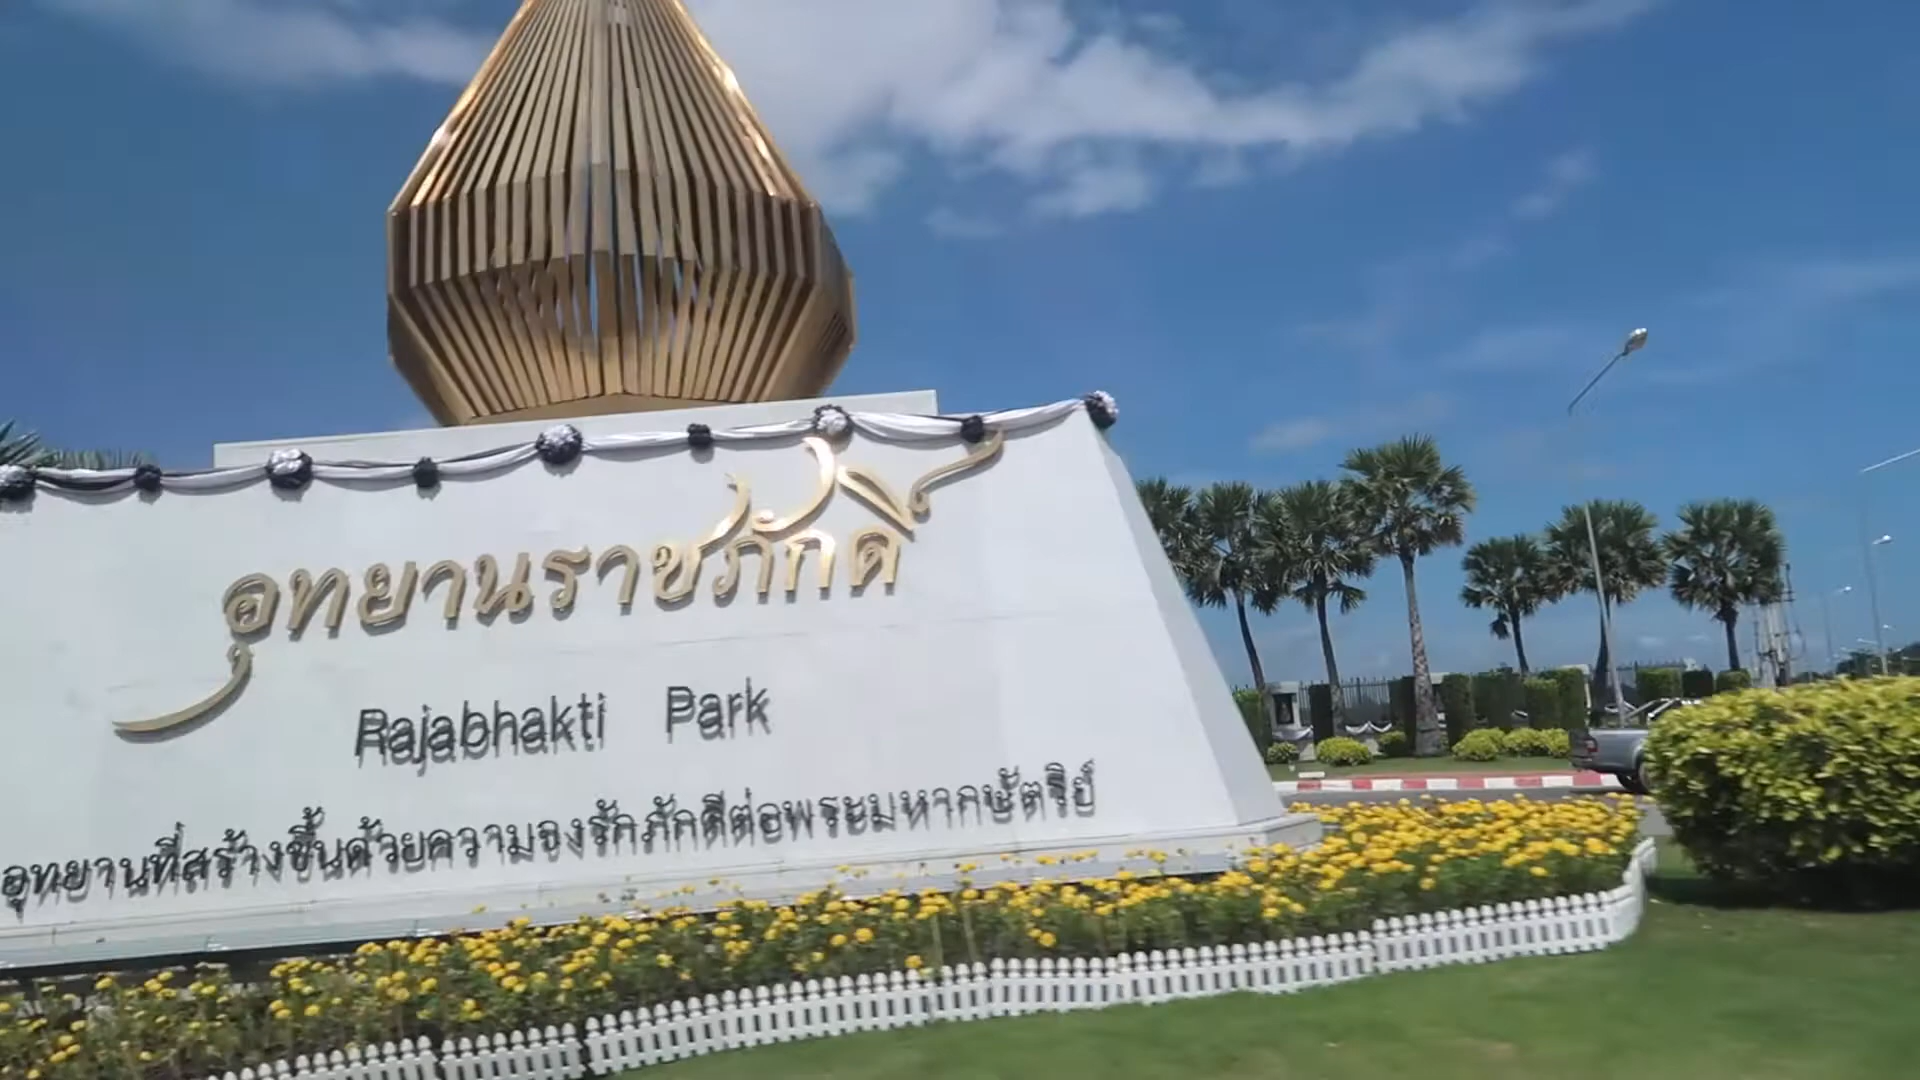 อุทยานราชภักดิ์
Rajabhakti Park
อุทยานที่สร้างขึ้นด้วยความจงรักภักดีต่อพระมหากษัตริย์